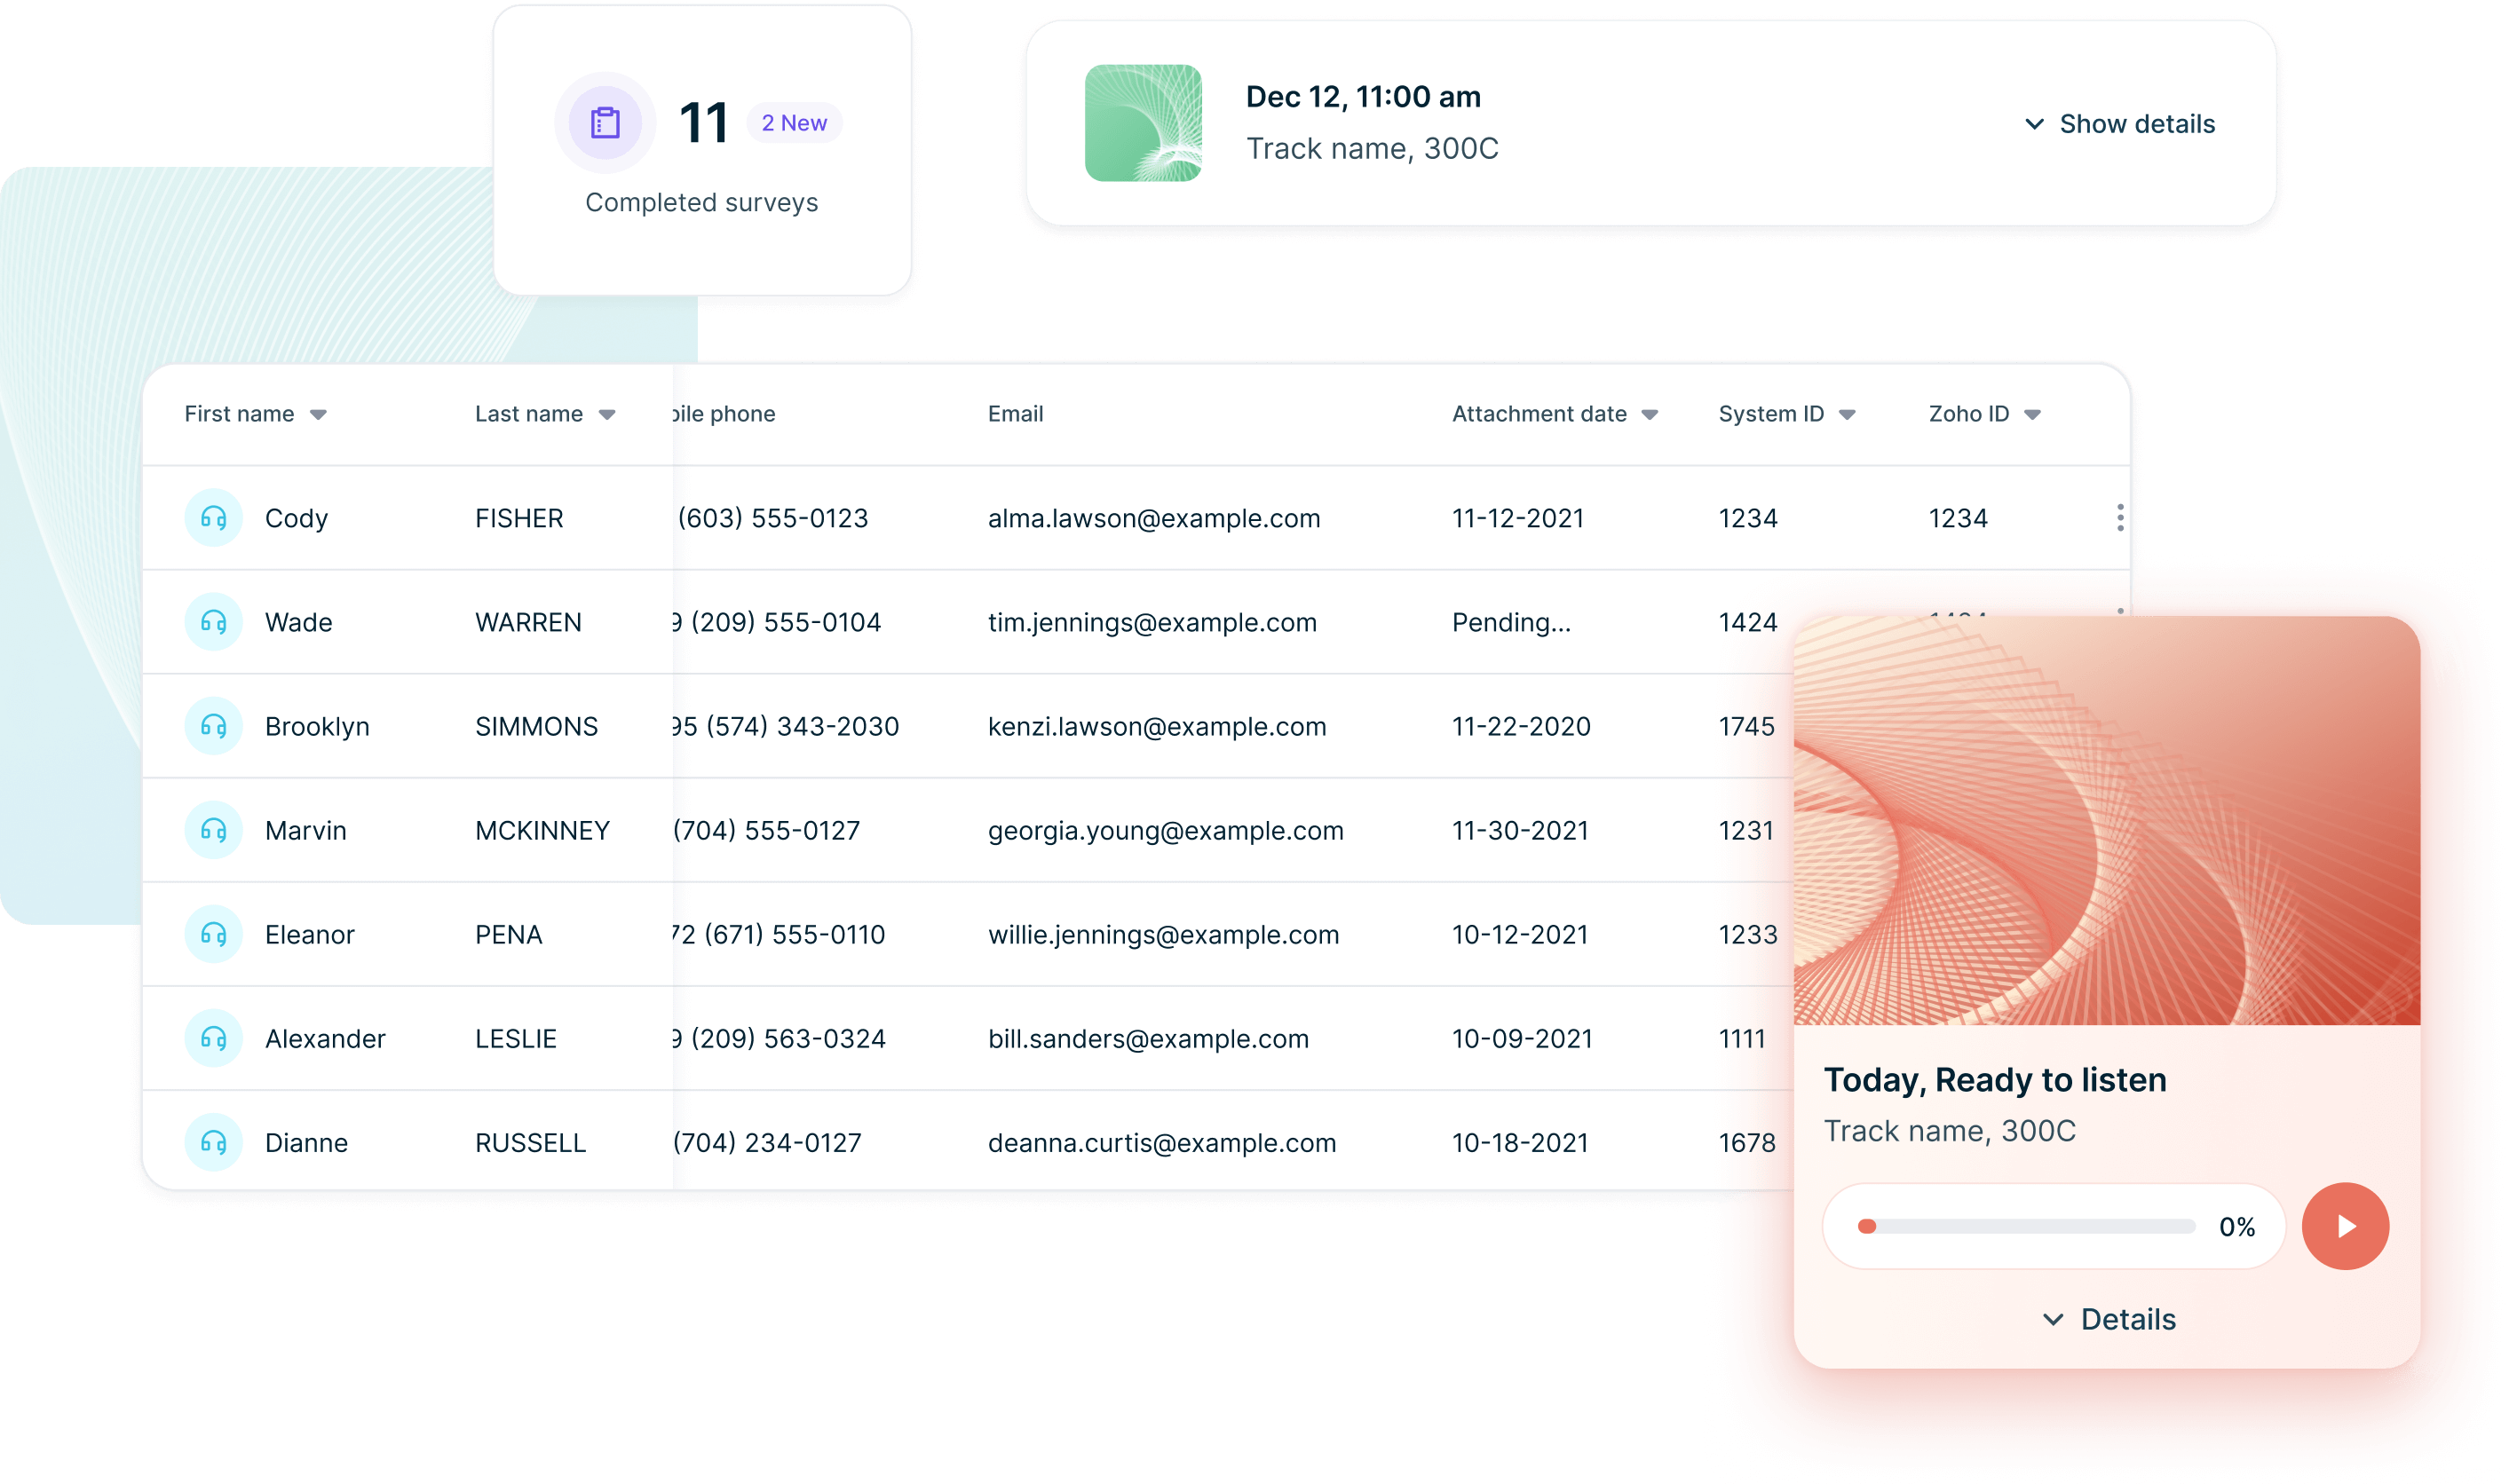 11 2 New
Completed surveys
Dec 12, 11:00 am
Track name, 300C
Show details
First name Last name phone Email Attachment date System ID Zoho ID
Cody FISHER (603) 555-0123 alma.lawson@example.com 11-12-2021 1234 1234
Wade WARREN 9 (209) 555-0104 tim.jennings@example.com Pending... 1424
Brooklyn SIMMONS 95 (574) 343-2030 kenzi.lawson@example.com 11-22-2020 1745
Marvin MCKINNEY (704) 555-0127 georgia.young@example.com 11-30-2021 1231
Eleanor PENA 72 (671) 555-0110 willie.jennings@example.com 10-12-2021 1233
Alexander LESLIE 9 (209) 563-0324 bill.sanders@example.com 10-09-2021 1111
Dianne RUSSELL (704) 234-0127 deanna.curtis@example.com 10-18-2021 1678
Today, Ready to listen
Track name, 300C
0%
Details